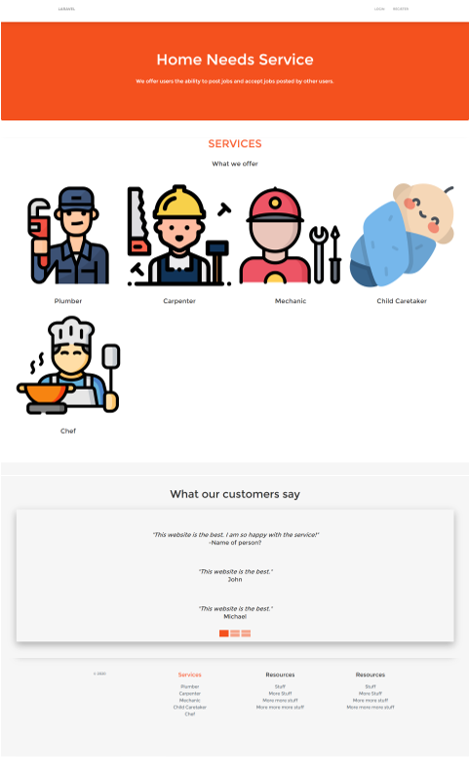 LARAVEL
LOGIN REGISTER
Home Needs Service
We offer users the ability to post jobs and accept jobs posted by other users.
SERVICES
What we offer
Plumber
Carpenter
Mechanic
Child Caretaker
Chef
What our customers say
"This website is the best. I am so happy with the service!"
-Name of person?
"This website is the best."
John
"This website is the best."
Michael
Services
Plumber
Carpenter
Mechanic
Child Caretaker
Chef
Resources
Stuff
More Stuff
More more stuff
More more more stuff
Resources
Stuff
More Stuff
More more stuff
More more more stuff